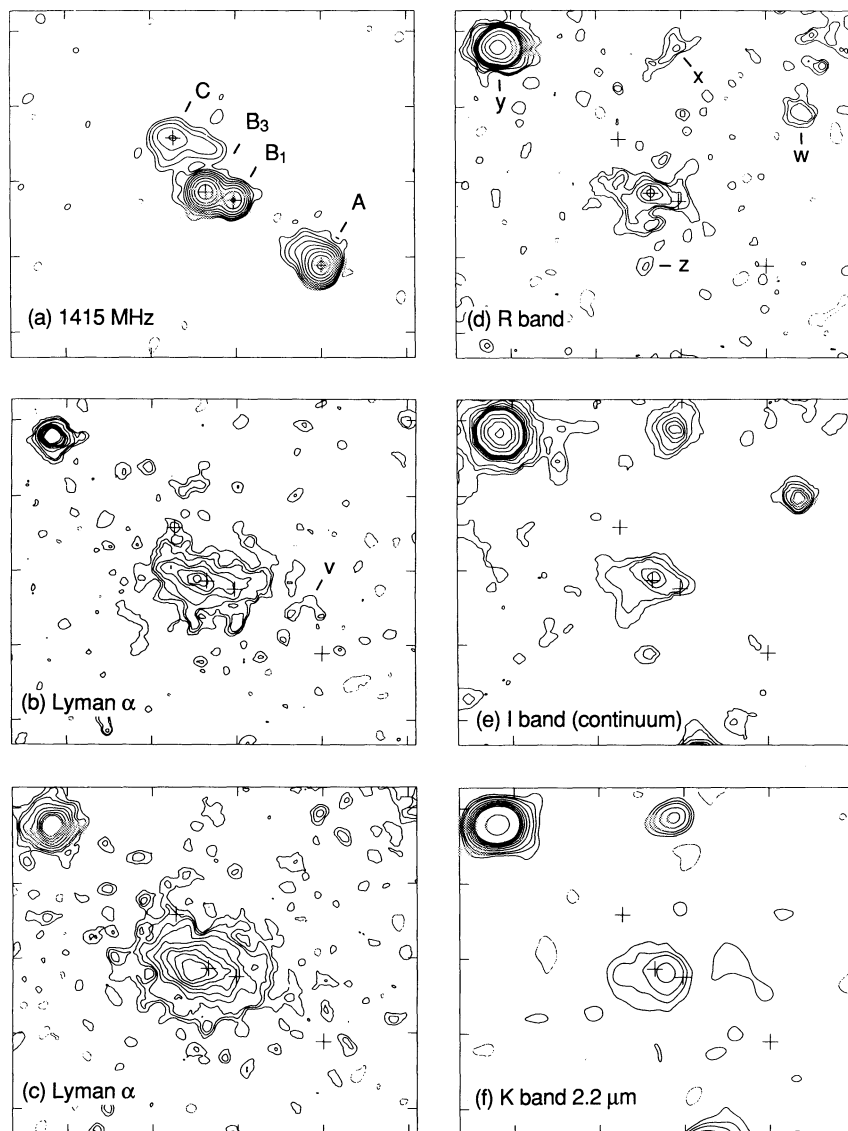 C
B3
B1
A
(a) 1415 MHz
y
x
w
z
(d) R band
v
(b) Lyman α
(e) I band (continuum)
(c) Lyman α
(f) K band 2.2 μm